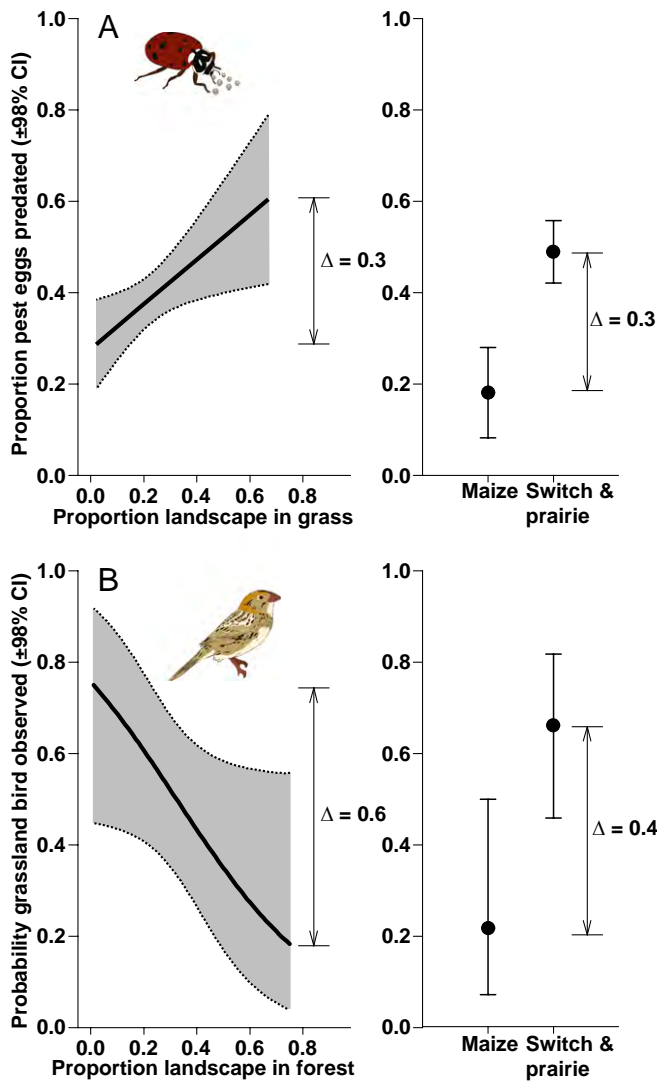 A
Proportion pest eggs predated (±98% CI)
1.0
0.8
0.6
0.4
0.2
0.0
0.0 0.2 0.4 0.6 0.8
Proportion landscape in grass
Δ = 0.3
1.0
0.8
0.6
0.4
0.2
0.0
Δ = 0.3
Maize Switch &
prairie
B
Probability grassland bird observed (±98% CI)
1.0
0.8
0.6
0.4
0.2
0.0
0.0 0.2 0.4 0.6 0.8
Proportion landscape in forest
Δ = 0.6
1.0
0.8
0.6
0.4
0.2
0.0
Δ = 0.4
Maize Switch &
prairie